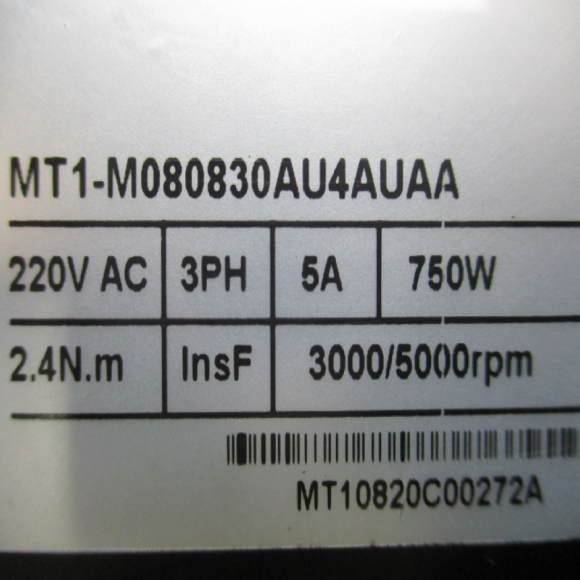 MT1-M080830AU4AUAA
220V AC 3PH 5A 750W
2.4N.m InsF 3000/5000rpm
MT10820C00272A